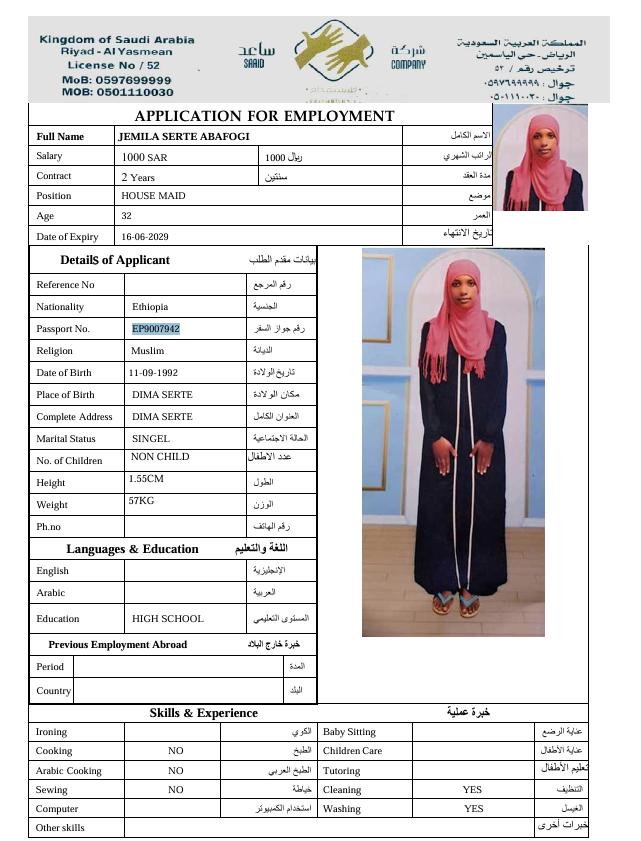 Kingdom of Saudi Arabia
Riyad - Al Yasmean
License No / 52
MoB: 0597699999
MOB: 0501110030
ساعد
SAAID
شركة
COMPANY
المملكة العربية السعودية
الرياض - حي الياسمين
ترخيص رقم / ٥٢
جوال : ٠٥٩٧٦٩٩٩٩٩
جوال : ٠٥٠١١١٠٠٣٠
APPLICATION FOR EMPLOYMENT
Full Name JEMILA SERTE ABAFOGI الاسم الكامل
Salary 1000 SAR 1000 ريال الراتب الشهري
Contract 2 Years سنتين مدة العقد
Position HOUSE MAID موضع
Age 32 العمر
Date of Expiry 16-06-2029 تاريخ الانتهاء
Details of Applicant بيانات مقدم الطلب
Reference No رقم المرجع
Nationality Ethiopia الجنسية
Passport No. EP9007942 رقم جواز السفر
Religion Muslim الديانة
Date of Birth 11-09-1992 تاريخ الولادة
Place of Birth DIMA SERTE مكان الولادة
Complete Address DIMA SERTE العنوان الكامل
Marital Status SINGEL الحالة الاجتماعية
No. of Children NON CHILD عدد الاطفال
Height 1.55CM الطول
Weight 57KG الوزن
Ph.no رقم الهاتف
Languages & Education اللغة والتعليم
English الإنجليزية
Arabic العربية
Education HIGH SCHOOL المستوى التعليمي
Previous Employment Abroad خبرة خارج البلاد
Period المدة
Country البلد
Skills & Experience خبرة عملية
Ironing الكوي Baby Sitting عناية الرضع
Cooking NO الطبخ Children Care عناية الأطفال
Arabic Cooking NO الطبخ العربي Tutoring تعليم الأطفال
Sewing NO خياطة Cleaning YES التنظيف
Computer استخدام الكمبيوتر Washing YES الغيسل
Other skills خبرات أخرى